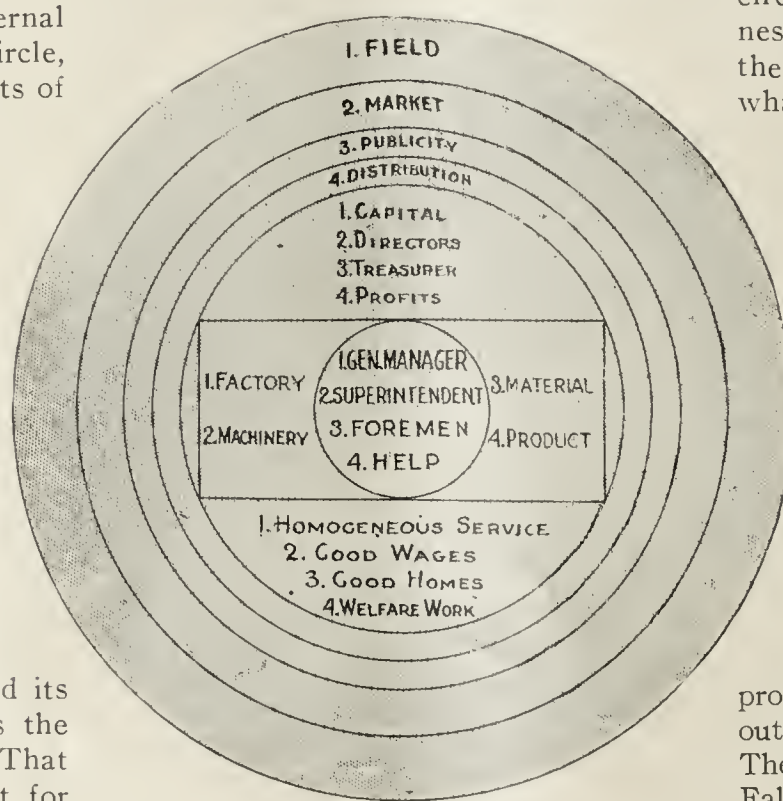 ernal
ircle,
ts of
nes
the
wha
1. FIELD
2. MARKET
3. PUBLICITY
4. DISTRIBUTION
1. CAPITAL
2. DIRECTORS
3. TREASURER
4. PROFITS
1. FACTORY
2. MACHINERY
1. GEN. MANAGER
2. SUPERINTENDENT
3. FOREMEN
4. HELP
3. MATERIAL
4. PRODUCT
1. HOMOGENEOUS SERVICE
2. GOOD WAGES
3. GOOD HOMES
4. WELFARE WORK
d its
s the
That
t for
pro
out
The
Fal